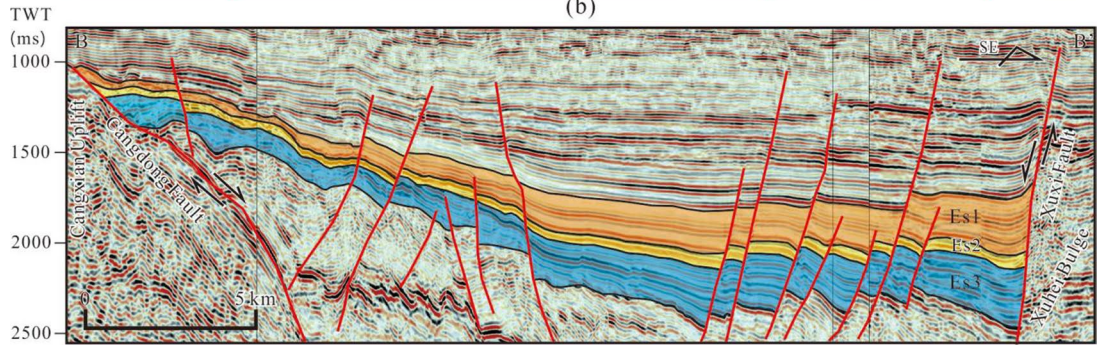 (b)
TWT
(ms)
B
SE
B'
1000
1500
2000
2500
Cangxian Uplift
Cangdong Fault
Xuxi Fault
Xuhei Bulge
Es1
Es2
Es3
0
5 km